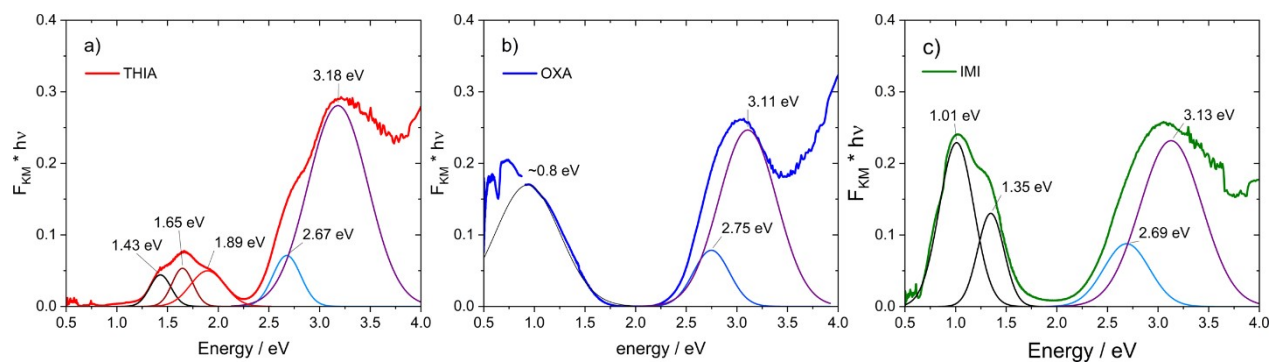 a)
THIA
3.18 eV
1.65 eV
1.43 eV
1.89 eV
2.67 eV
0.4
0.3
0.2
0.1
0.0
0.5 1.0 1.5 2.0 2.5 3.0 3.5 4.0
Energy / eV
F_KM * hν
b)
OXA
3.11 eV
~0.8 eV
2.75 eV
0.4
0.3
0.2
0.1
0.0
0.5 1.0 1.5 2.0 2.5 3.0 3.5 4.0
energy / eV
F_KM * hν
c)
IMI
1.01 eV
3.13 eV
1.35 eV
2.69 eV
0.4
0.3
0.2
0.1
0.0
0.5 1.0 1.5 2.0 2.5 3.0 3.5 4.0
Energy / eV
F_KM * hν